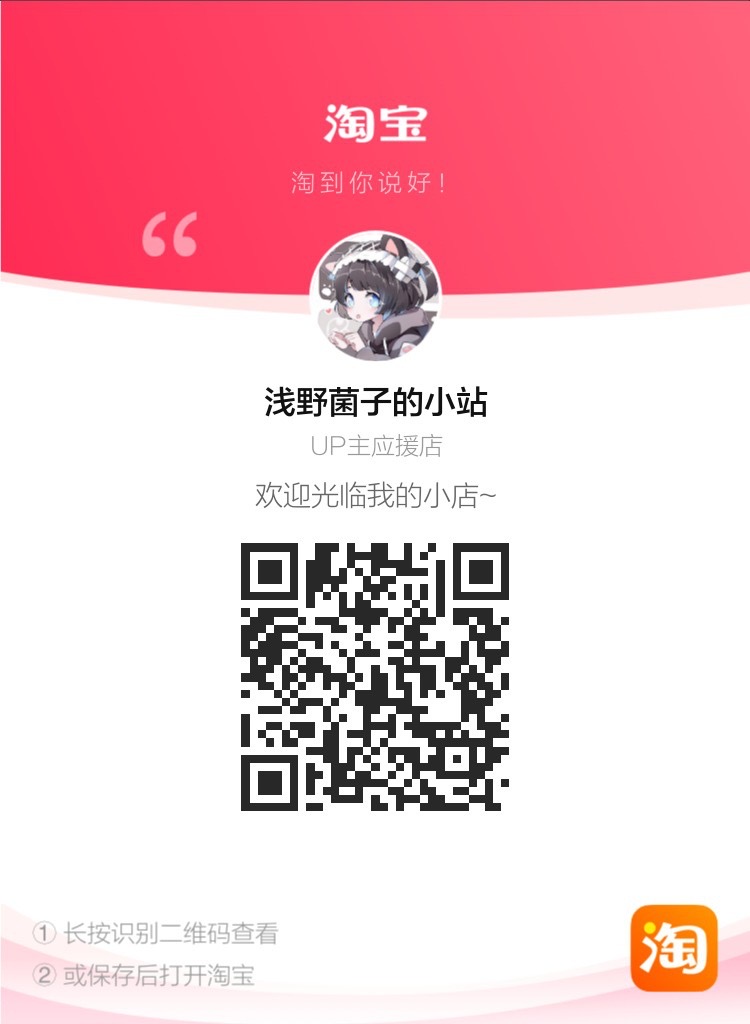 淘宝
淘到你说好！
浅野菌子的小站
UP主应援店
欢迎光临我的小店~
① 长按识别二维码查看
② 或保存后打开淘宝
淘